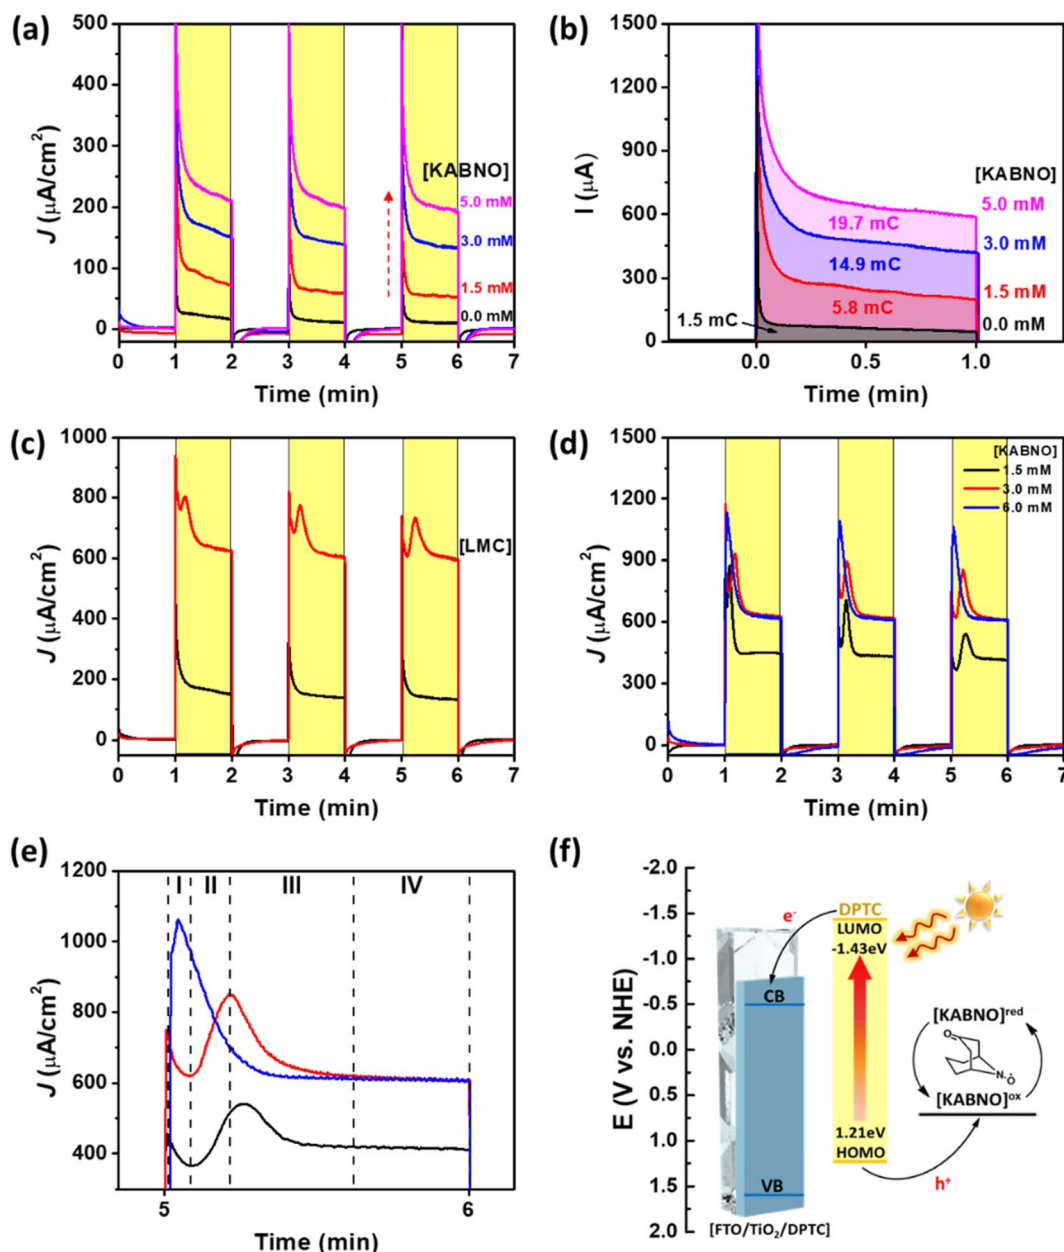 (a)
500
400
300
200
100
0
J (μA/cm²)
[KABNO]
5.0 mM
3.0 mM
1.5 mM
0.0 mM
0 1 2 3 4 5 6 7
Time (min)
(b)
1500
1200
900
600
300
0
I (μA)
[KABNO]
5.0 mM
19.7 mC
3.0 mM
14.9 mC
1.5 mM
5.8 mC
0.0 mM
1.5 mC
0.0 0.5 1.0
Time (min)
(c)
1000
800
600
400
200
0
J (μA/cm²)
[LMC]
0 1 2 3 4 5 6 7
Time (min)
(d)
1500
1200
900
600
300
0
J (μA/cm²)
[KABNO]
1.5 mM
3.0 mM
6.0 mM
0 1 2 3 4 5 6 7
Time (min)
(e)
1200
1000
800
600
400
J (μA/cm²)
I II III IV
5 6
Time (min)
(f)
-2.0
-1.5
-1.0
-0.5
0.0
0.5
1.0
1.5
2.0
E (V vs. NHE)
e⁻
DPTC
LUMO
-1.43eV
CB
[KABNO]ʳᵉᵈ
O
N
O
[KABNO]ᵒˣ
1.21eV
HOMO
h⁺
VB
[FTO/TiO₂/DPTC]